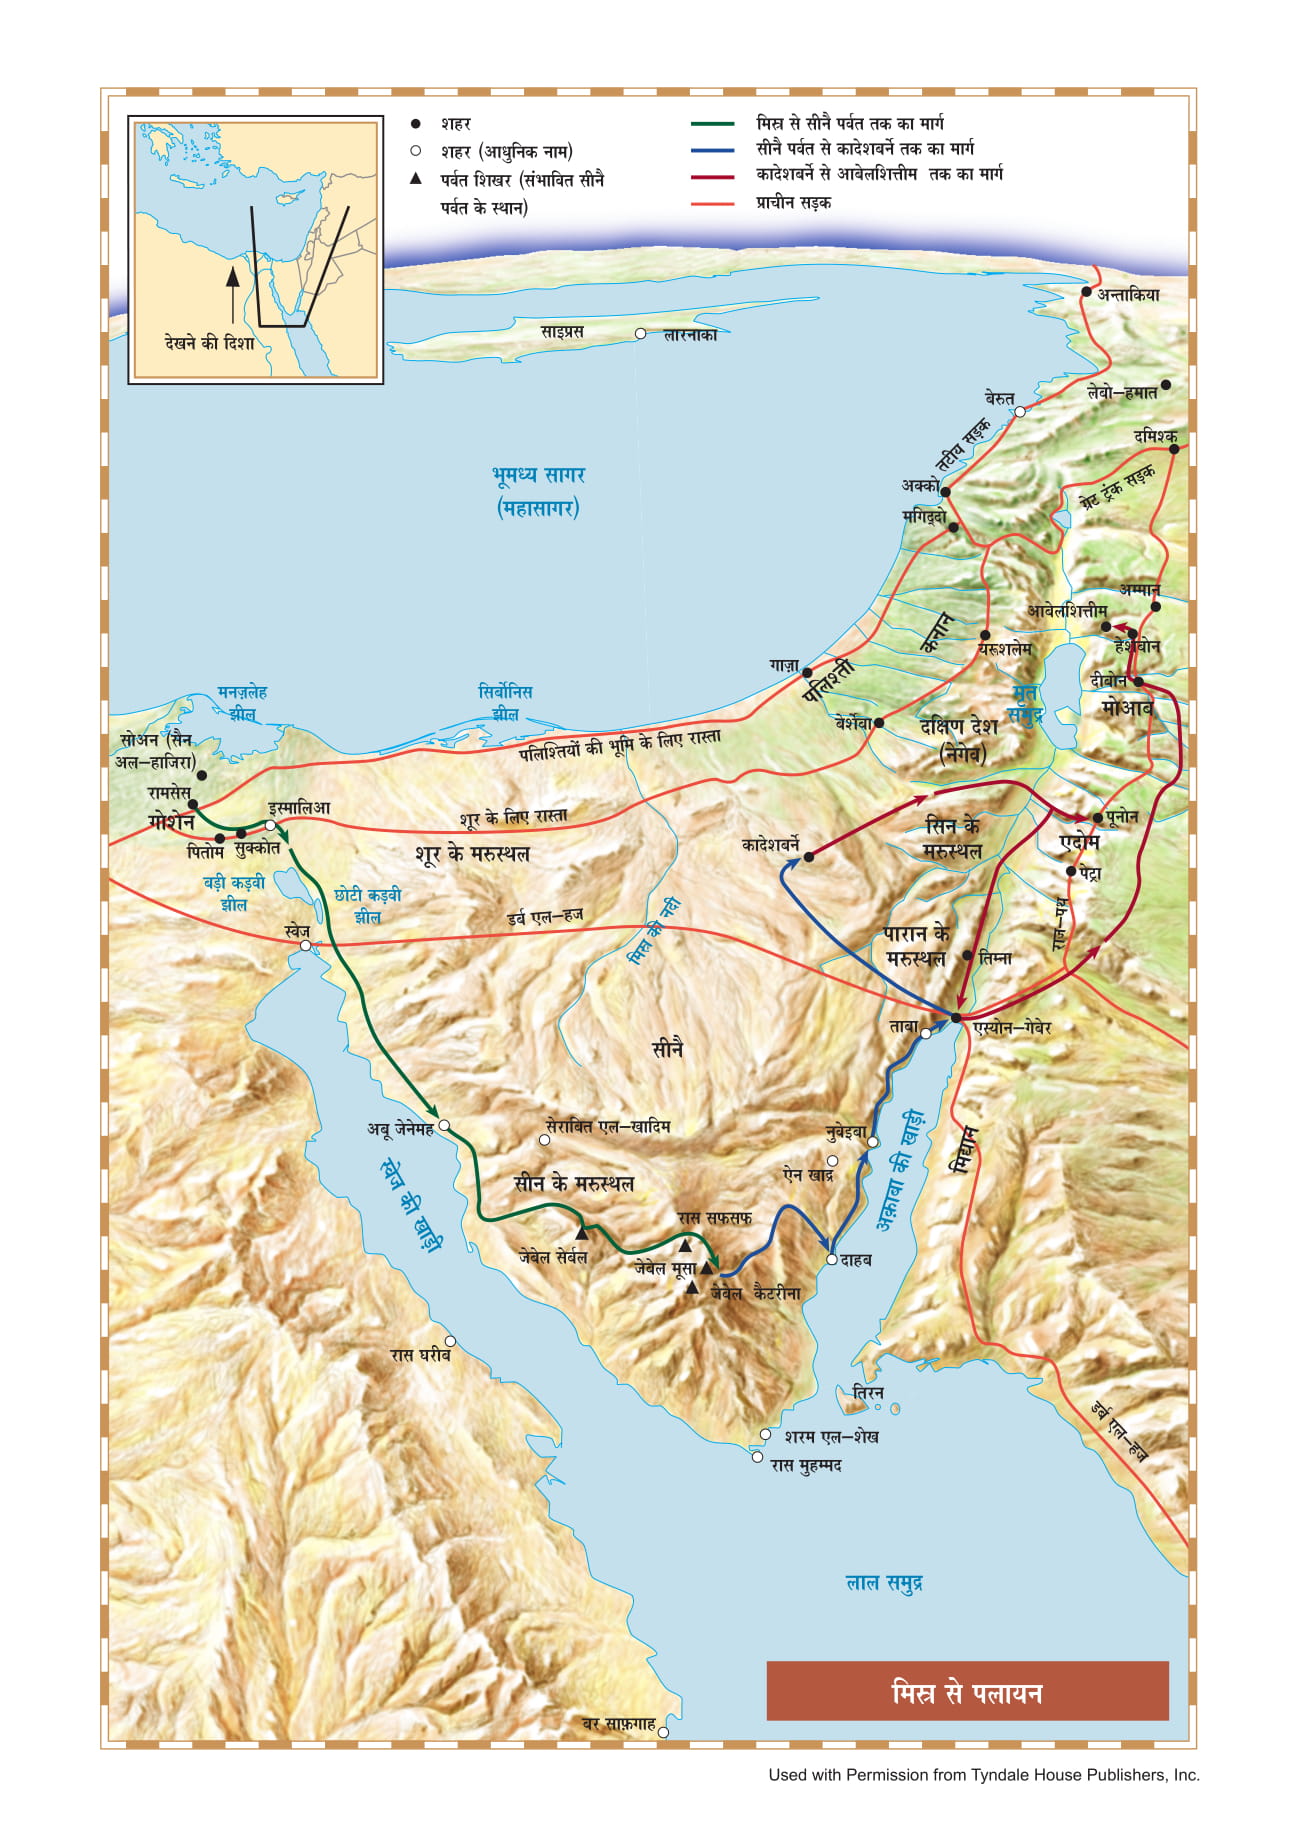 शहर
शहर (आधुनिक नाम)
पर्वत शिखर (संभावित सीनै
पर्वत के स्थान)
मिस्र से सीनै पर्वत तक का मार्ग
सीनै पर्वत से कादेशबर्ने तक का मार्ग
कादेशबर्ने से आबेलशित्तीम तक का मार्ग
प्राचीन सड़क
देखने की दिशा
साइप्रस
लारनाका
अन्ताकिया
लेबो-हमात
बेरुत
तटीय सड़क
दमिश्क
ग्रेट ट्रंक सड़क
अक्को
मगिद्दो
भूमध्य सागर
(महासागर)
अम्मान
आबेलशित्तीम
हेशबोन
कनान
यरूशलेम
दीबोन
मोआब
मृत
समुद्र
गाज़ा
पलिश्ती
बेर्शेबा
दक्षिण देश
(नेगेव)
मनज़लेह
झील
सिर्बोनिस
झील
सोअन (सैन
अल-हाजिरा)
पलिश्तियों की भूमि के लिए रास्ता
रामसेस
गोशेन
इस्मालिआ
पितोम
सुक्कोत
शूर के लिए रास्ता
शूर के मरुस्थल
बड़ी कड़वी
झील
छोटी कड़वी
झील
कादेशबर्ने
सिन के
मरुस्थल
पूनोन
एदोम
पेट्रा
राज-पथ
स्वेज
डर्ब एल-हज
मिस्र की नदी
पारान के
मरुस्थल
तिम्ना
ताबा
एस्योन-गेबेर
सीनै
अबू जेनेमह
सेराबित एल-खादिम
नुबेइबा
ऐन खाद्र
मिद्यान
अक़ाबा की खाड़ी
स्वेज की खाड़ी
सीन के मरुस्थल
रास सफसफ
जेबेल सेर्बल
जेबेल मूसा
जेबेल कैटरीना
दाहब
रास घरीब
तिरन
शरम एल-शेख
रास मुहम्मद
डर्ब एल-हज
लाल समुद्र
मिस्र से पलायन
बर साफ़गाह
Used with Permission from Tyndale House Publishers, Inc.